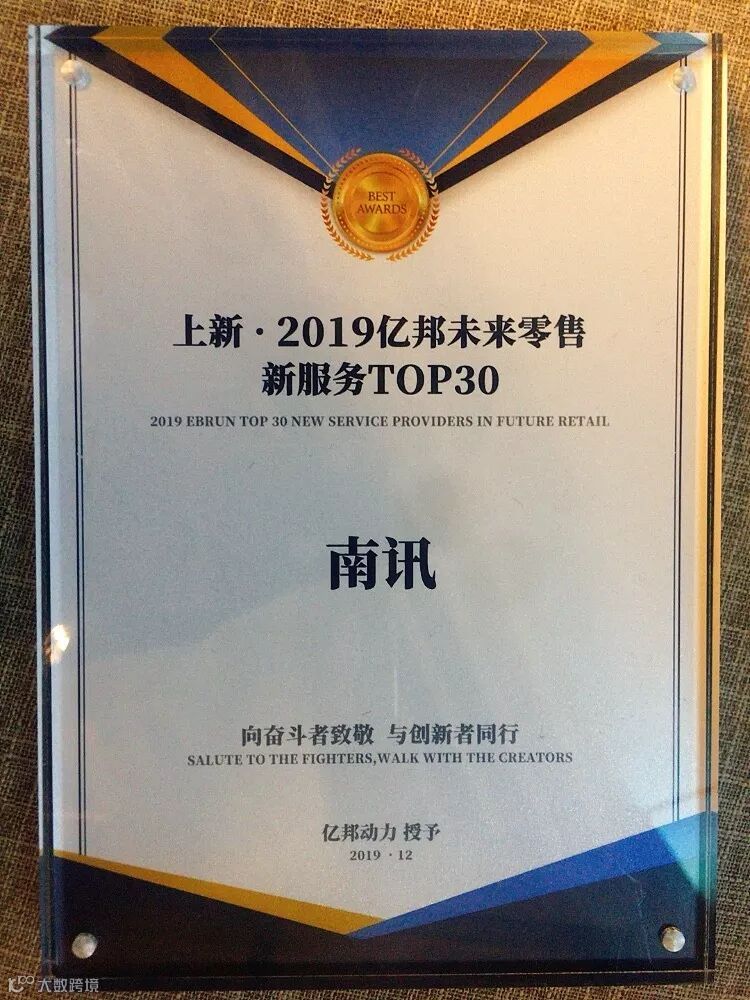 BEST
AWARDS
上新·2019亿邦未来零售
新服务TOP30
2019 EBRUN TOP 30 NEW SERVICE PROVIDERS IN FUTURE RETAIL
南讯
向奋斗者致敬 与创新者同行
SALUTE TO THE FIGHTERS,WALK WITH THE CREATORS
亿邦动力 授予
2019 · 12
大数跨境